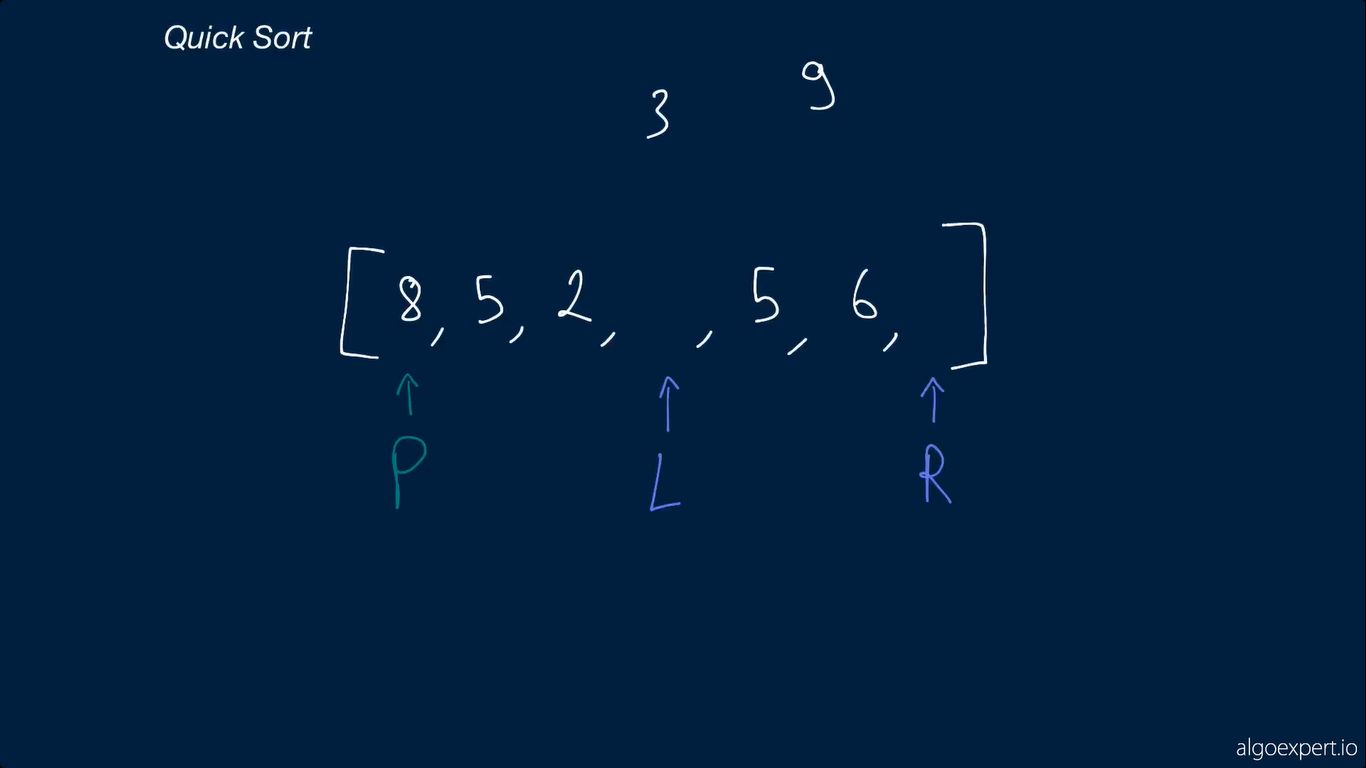 Quick Sort
3 9
[8, 5, 2, , 5, 6, ]
P L R
algoexpert.io